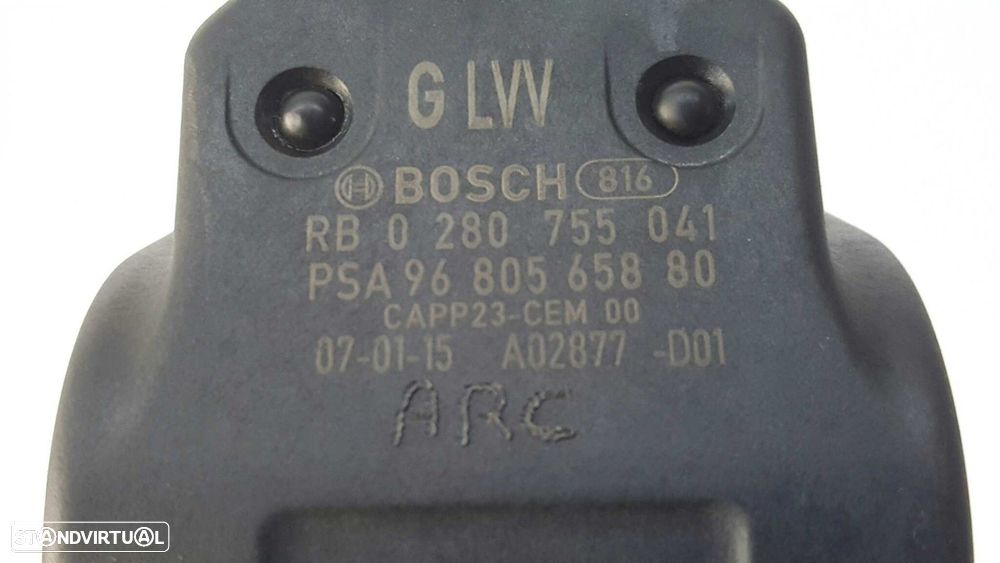 G LVV
BOSCH 816
RB 0 280 755 041
PSA 96 805 658 80
CAPP23-CEM 00
07-01-15 A02877 -D01
ARC
STANDVIRTUAL